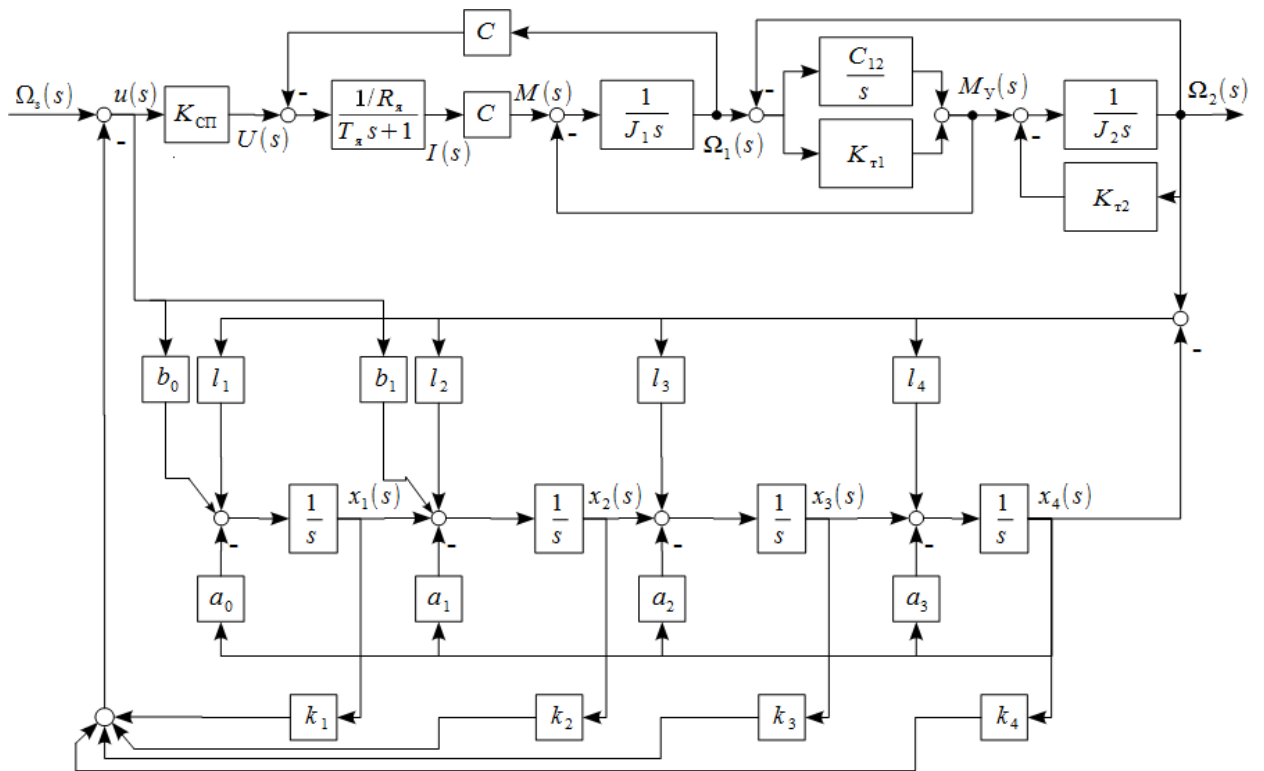 C
Ω_s(s)
u(s)
K_СП
U(s)
1/R_я
T_я s+1
I(s)
C
M(s)
1
J_1 s
Ω_1(s)
C_12
s
K_т1
M_У(s)
1
J_2 s
Ω_2(s)
K_т2
-
-
-
-
-
-
b_0
l_1
b_1
l_2
l_3
l_4
1
s
x_1(s)
1
s
x_2(s)
1
s
x_3(s)
1
s
x_4(s)
-
-
-
-
a_0
a_1
a_2
a_3
k_1
k_2
k_3
k_4